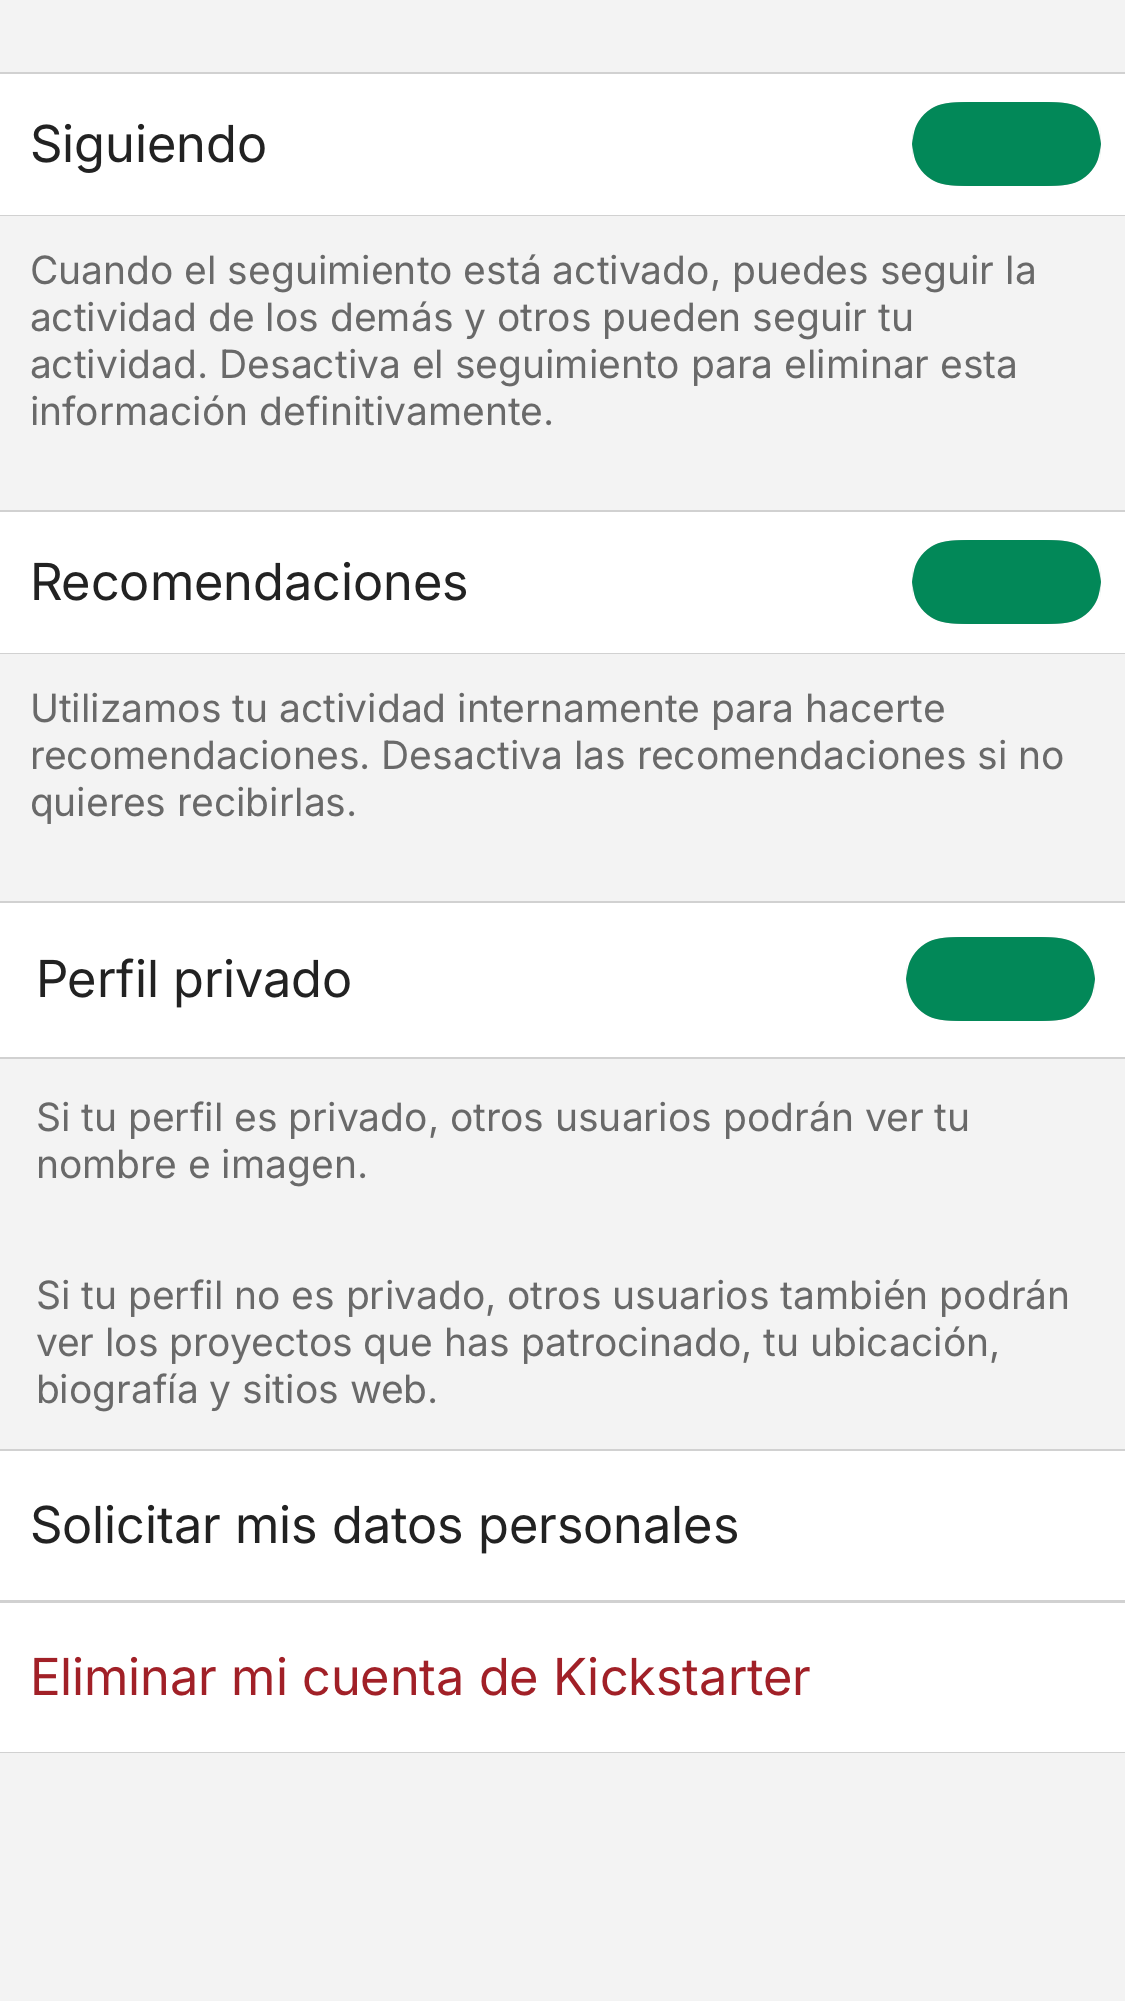 Siguiendo
Cuando el seguimiento está activado, puedes seguir la
actividad de los demás y otros pueden seguir tu
actividad. Desactiva el seguimiento para eliminar esta
información definitivamente.
Recomendaciones
Utilizamos tu actividad internamente para hacerte
recomendaciones. Desactiva las recomendaciones si no
quieres recibirlas.
Perfil privado
Si tu perfil es privado, otros usuarios podrán ver tu
nombre e imagen.
Si tu perfil no es privado, otros usuarios también podrán
ver los proyectos que has patrocinado, tu ubicación,
biografía y sitios web.
Solicitar mis datos personales
Eliminar mi cuenta de Kickstarter